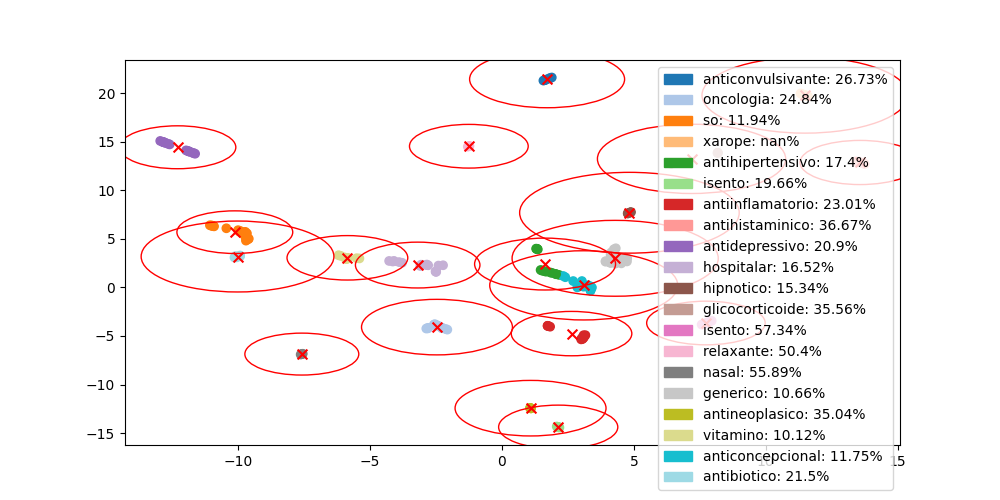 20
15
10
5
0
−5
−10
−15
−10
−5
0
5
10
15
anticonvulsivante: 26.73%
oncologia: 24.84%
so: 11.94%
xarope: nan%
antihipertensivo: 17.4%
isento: 19.66%
antiinflamatorio: 23.01%
antihistaminico: 36.67%
antidepressivo: 20.9%
hospitalar: 16.52%
hipnotico: 15.34%
glicocorticoide: 35.56%
isento: 57.34%
relaxante: 50.4%
nasal: 55.89%
generico: 10.66%
antineoplasico: 35.04%
vitamino: 10.12%
anticoncepcional: 11.75%
antibiotico: 21.5%